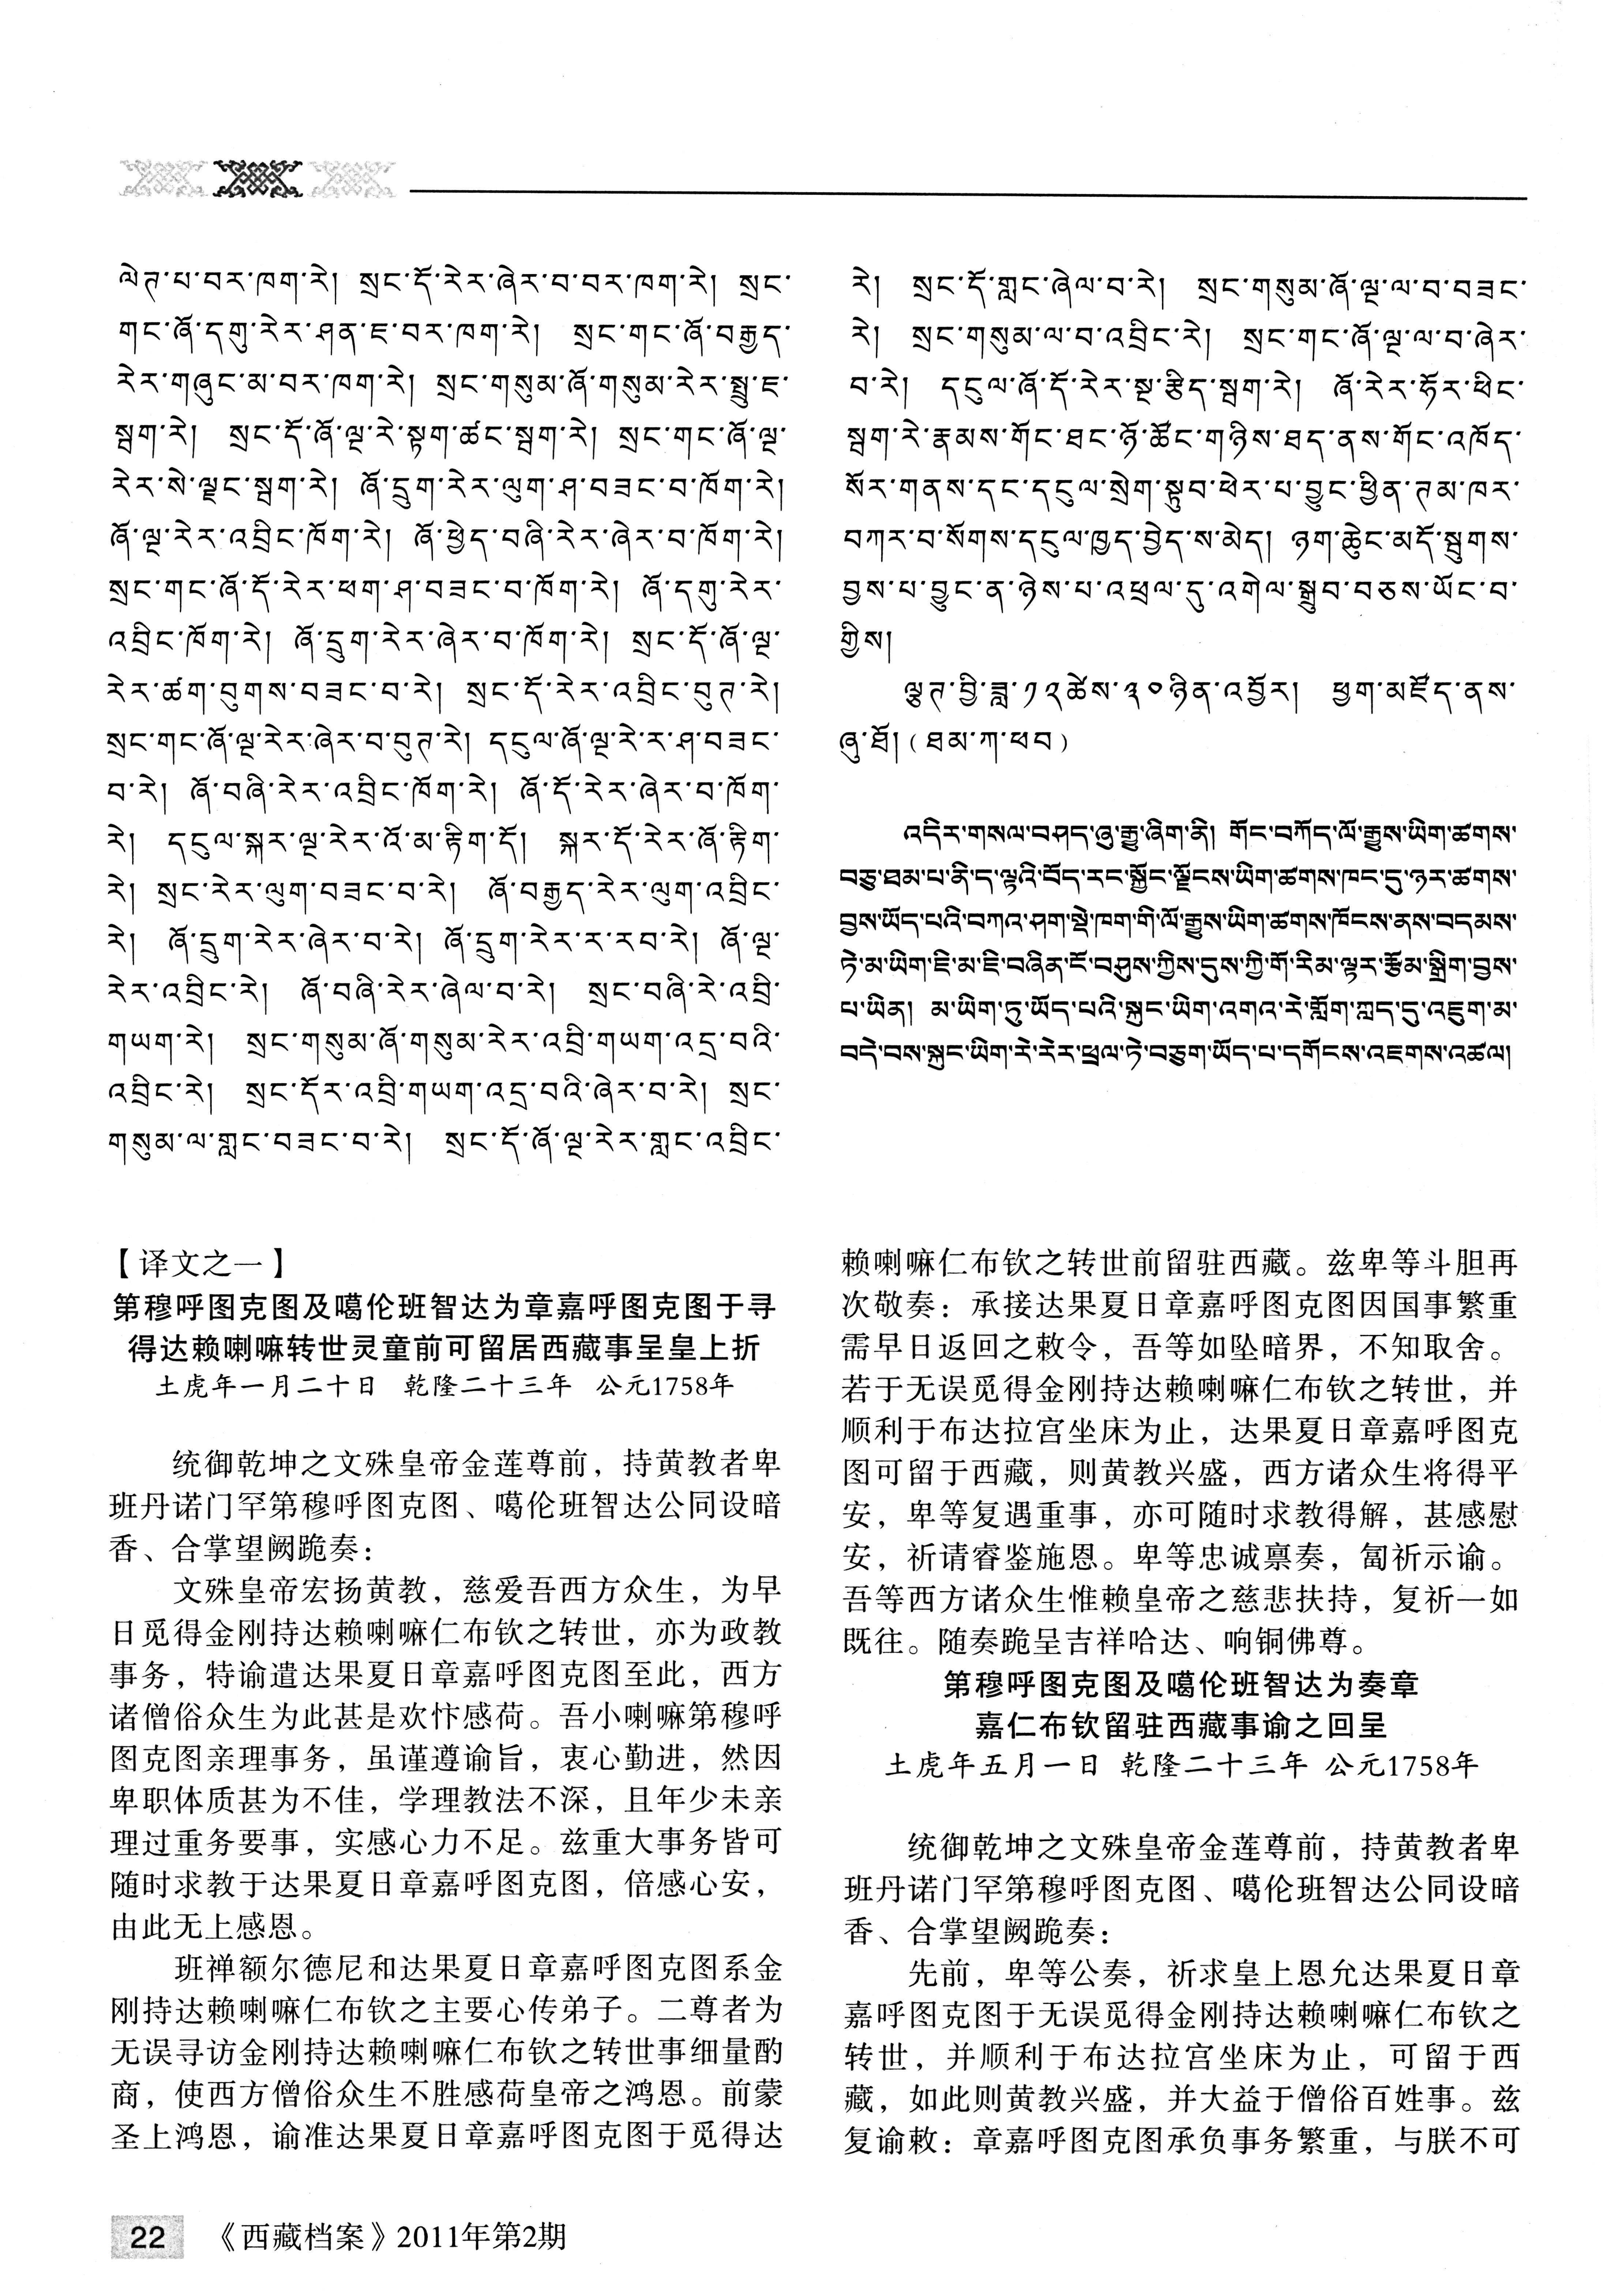 ལེཏ་པ་བར་ཁག་རེ། སྲང་དོ་རེར་ཞེར་བ་བར་ཁག་རེ། སྲང་
གང་ཞོ་དགུ་རེར་ཤན་ཇ་བར་ཁག་རེ། སྲང་གང་ཞོ་བརྒྱད་
རེར་གཞུང་མ་བར་ཁག་རེ། སྲང་གསུམ་ཞོ་གསུམ་རེར་སྤྲུ་ཇ་
སྦག་རེ། སྲང་དོ་ཞོ་ལྔ་རེ་སྟག་ཚང་སྦག་རེ། སྲང་གང་ཞོ་ལྔ་
རེར་སེ་ལྗང་སྦག་རེ། ཞོ་དྲུག་རེར་ལུག་ཤ་བཟང་བ་ཁོག་རེ།
ཞོ་ལྔ་རེར་འབྲིང་ཁོག་རེ། ཞོ་ཕྱེད་བཞི་རེར་ཞེར་བ་ཁོག་རེ།
སྲང་གང་ཞོ་དོ་རེར་ཕག་ཤ་བཟང་བ་ཁོག་རེ། ཞོ་དགུ་རེར་
འབྲིང་ཁོག་རེ། ཞོ་དྲུག་རེར་ཞེར་བ་ཁོག་རེ། སྲང་དོ་ཞོ་ལྔ་
རེར་ཚག་བུགས་བཟང་བ་རེ། སྲང་དོ་རེར་འབྲིང་བུཏ་རེ།
སྲང་གང་ཞོ་ལྔ་རེར་ཞེར་བ་བུཏ་རེ། དངུལ་ཞོ་ལྔ་རེ་ར་ཤ་བཟང་
བ་རེ། ཞོ་བཞི་རེར་འབྲིང་ཁོག་རེ། ཞོ་དོ་རེར་ཞེར་བ་ཁོག་
རེ། དངུལ་སྐར་ལྔ་རེར་འོ་མ་རྟིག་དོ། སྐར་དོ་རེར་ཞོ་རྟིག་
རེ། སྲང་རེར་ལུག་བཟང་བ་རེ། ཞོ་བརྒྱད་རེར་ལུག་འབྲིང་
རེ། ཞོ་དྲུག་རེར་ཞེར་བ་རེ། ཞོ་དྲུག་རེར་ར་རབ་རེ། ཞོ་ལྔ་
རེར་འབྲིང་རེ། ཞོ་བཞི་རེར་ཞེལ་བ་རེ། སྲང་བཞི་རེ་འབྲི་
གཡག་རེ། སྲང་གསུམ་ཞོ་གསུམ་རེར་འབྲི་གཡག་འདྲ་བའི་
འབྲིང་རེ། སྲང་དོར་འབྲི་གཡག་འདྲ་བའི་ཞེར་བ་རེ། སྲང་
གསུམ་ལ་གླང་བཟང་བ་རེ། སྲང་དོ་ཞོ་ལྔ་རེར་གླང་འབྲིང་
རེ། སྲང་དོ་གླང་ཞེལ་བ་རེ། སྲང་གསུམ་ཞོ་ལྔ་ལ་བ་བཟང་
རེ། སྲང་གསུམ་ལ་བ་འབྲིང་རེ། སྲང་གང་ཞོ་ལྔ་ལ་བ་ཞེར་
བ་རེ། དངུལ་ཞོ་དོ་རེར་སྔ་རྩིད་སྦག་རེ། ཞོ་རེར་ཧོར་ཕིང་
སྦག་རེ་རྣམས་གོང་ཐང་ཉོ་ཚོང་གཉིས་ཐད་ནས་གོང་འཁོད་
སོར་གནས་དང་དངུལ་སྲེག་སྟུབ་ཕེར་པ་བྱུང་ཕྱིན་ཊམ་ཁར་
བཀར་བ་སོགས་དངུལ་ཁྱད་བྱེད་ས་མེད། ཉག་ཆེུང་མདོ་སྦྲུགས་
བྱས་པ་བྱུང་ན་ཉེས་པ་འཕྲལ་དུ་འགེལ་སྒྲུབ་བཅས་ཡོང་བ་
གྱིས།
ལྕཊ་བྱི་ཟླ་༡༢ཚེས་༣༠ཉིན་འབྱོར། ཕྱག་མཛོད་ནས་
ཞུ་ཐོ། (ཐམ་ཀ་ཕབ)
འདིར་གསལ་བཤད་ཞུ་རྒྱུ་ཞིག་ནི། གོང་བཀོད་ལོ་རྒྱུས་ཡིག་ཚགས་
བཅུ་ཐམ་པ་ནི་ད་ལྟའི་བོད་རང་སྐྱོང་ལྗོངས་ཡིག་ཚགས་ཁང་དུ་ཉར་ཚགས་
བྱས་ཡོད་པའི་བཀའ་ཤག་སྡེ་ཁག་གི་ལོ་རྒྱུས་ཡིག་ཚགས་ཁོངས་ནས་བདམས་
ཏེ་མ་ཡིག་ཇི་མ་ཇི་བཞིན་ངོ་བཤུས་ཀྱིས་དུས་ཀྱི་གོ་རིམ་ལྟར་རྩོམ་སྒྲིག་བྱས་
པ་ཡིན། མ་ཡིག་ཏུ་ཡོད་པའི་སྐུང་ཡིག་འགའ་རེ་གློག་ཀླད་དུ་འཇུག་མ་
བདེ་བས་སྐུང་ཡིག་རེ་རེར་ཕྲལ་ཏེ་བཅུག་ཡོད་པ་དགོངས་འཇགས་འཚལ།
【译文之一】
第穆呼图克图及噶伦班智达为章嘉呼图克图于寻
得达赖喇嘛转世灵童前可留居西藏事呈皇上折
土虎年一月二十日 乾隆二十三年 公元1758年
统御乾坤之文殊皇帝金莲尊前，持黄教者卑
班丹诺门罕第穆呼图克图、噶伦班智达公同设暗
香、合掌望阙跪奏：
文殊皇帝宏扬黄教，慈爱吾西方众生，为早
日觅得金刚持达赖喇嘛仁布钦之转世，亦为政教
事务，特谕遣达果夏日章嘉呼图克图至此，西方
诸僧俗众生为此甚是欢忭感荷。吾小喇嘛第穆呼
图克图亲理事务，虽谨遵谕旨，衷心勤进，然因
卑职体质甚为不佳，学理教法不深，且年少未亲
理过重务要事，实感心力不足。兹重大事务皆可
随时求教于达果夏日章嘉呼图克图，倍感心安，
由此无上感恩。
班禅额尔德尼和达果夏日章嘉呼图克图系金
刚持达赖喇嘛仁布钦之主要心传弟子。二尊者为
无误寻访金刚持达赖喇嘛仁布钦之转世事细量酌
商，使西方僧俗众生不胜感荷皇帝之鸿恩。前蒙
圣上鸿恩，谕准达果夏日章嘉呼图克图于觅得达
赖喇嘛仁布钦之转世前留驻西藏。兹卑等斗胆再
次敬奏：承接达果夏日章嘉呼图克图因国事繁重
需早日返回之敕令，吾等如坠暗界，不知取舍。
若于无误觅得金刚持达赖喇嘛仁布钦之转世，并
顺利于布达拉宫坐床为止，达果夏日章嘉呼图克
图可留于西藏，则黄教兴盛，西方诸众生将得平
安，卑等复遇重事，亦可随时求教得解，甚感慰
安，祈请睿鉴施恩。卑等忠诚禀奏，匐祈示谕。
吾等西方诸众生惟赖皇帝之慈悲扶持，复祈一如
既往。随奏跪呈吉祥哈达、响铜佛尊。
第穆呼图克图及噶伦班智达为奏章
嘉仁布钦留驻西藏事谕之回呈
土虎年五月一日 乾隆二十三年 公元1758年
统御乾坤之文殊皇帝金莲尊前，持黄教者卑
班丹诺门罕第穆呼图克图、噶伦班智达公同设暗
香、合掌望阙跪奏：
先前，卑等公奏，祈求皇上恩允达果夏日章
嘉呼图克图于无误觅得金刚持达赖喇嘛仁布钦之
转世，并顺利于布达拉宫坐床为止，可留于西
藏，如此则黄教兴盛，并大益于僧俗百姓事。兹
复谕敕：章嘉呼图克图承负事务繁重，与朕不可
22 《西藏档案》2011年第2期